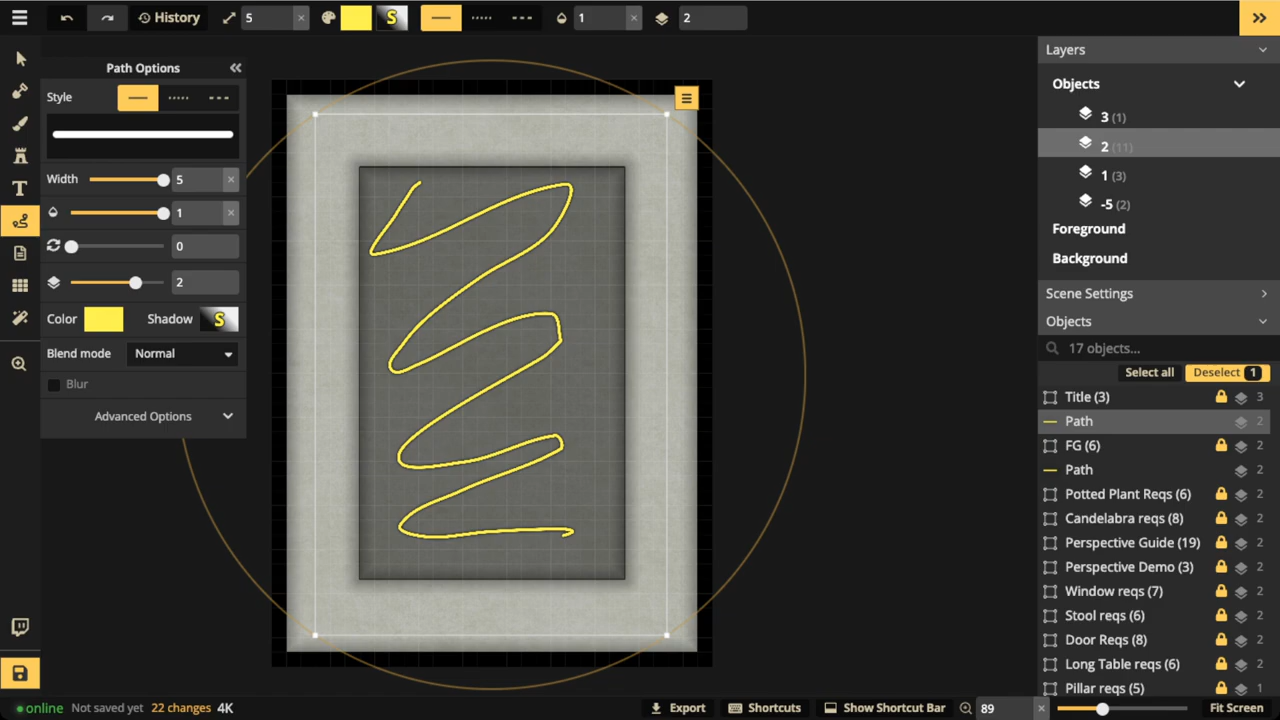 History 5 × S 1 × 2
Path Options
Style
Width 5 ×
1 ×
0
2
Color Shadow S
Blend mode Normal
Blur
Advanced Options
T
Layers
Objects
3 (1)
2 (11)
1 (3)
-5 (2)
Foreground
Background
Scene Settings
Objects
17 objects...
Select all Deselect 1
Title (3) 3
Path 2
FG (6) 2
Path 2
Potted Plant Reqs (6) 2
Candelabra reqs (8) 2
Perspective Guide (19) 2
Perspective Demo (3) 2
Window reqs (7) 2
Stool reqs (6) 2
Door Reqs (8) 2
Long Table reqs (6) 2
Pillar reqs (5) 1
online Not saved yet 22 changes 4K Export Shortcuts Show Shortcut Bar 89 × Fit Screen